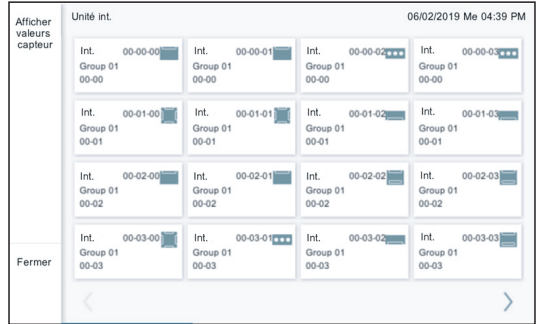 Afficher
valeurs
capteur
Fermer
Unité int. 06/02/2019 Me 04:39 PM
Int. 00-00-00 Int. 00-00-01 Int. 00-00-02 Int. 00-00-03
Group 01 Group 01 Group 01 Group 01
00-00 00-00 00-00 00-00
Int. 00-01-00 Int. 00-01-01 Int. 00-01-02 Int. 00-01-03
Group 01 Group 01 Group 01 Group 01
00-01 00-01 00-01 00-01
Int. 00-02-00 Int. 00-02-01 Int. 00-02-02 Int. 00-02-03
Group 01 Group 01 Group 01 Group 01
00-02 00-02 00-02 00-02
Int. 00-03-00 Int. 00-03-01 Int. 00-03-02 Int. 00-03-03
Group 01 Group 01 Group 01 Group 01
00-03 00-03 00-03 00-03